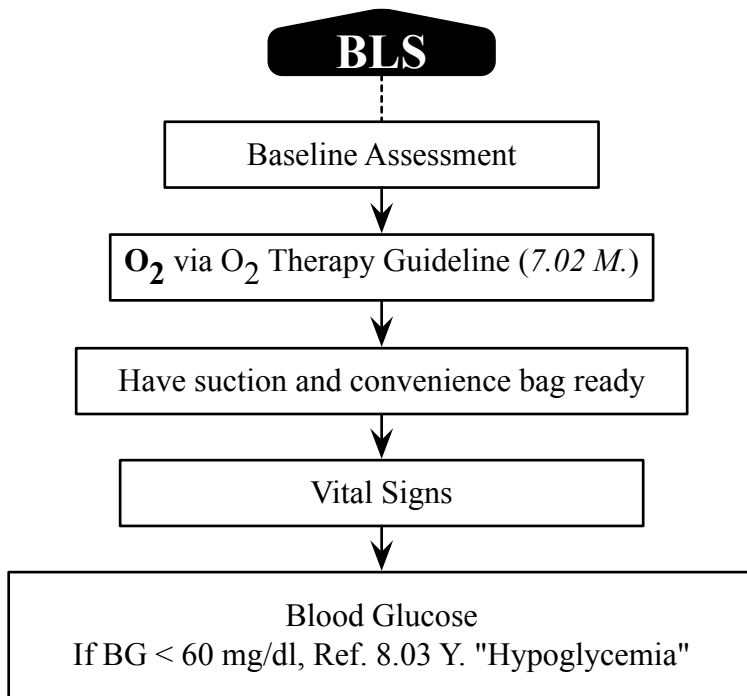 BLS
Baseline Assessment
O2 via O2 Therapy Guideline (7.02 M.)
Have suction and convenience bag ready
Vital Signs
Blood Glucose
If BG < 60 mg/dl, Ref. 8.03 Y. "Hypoglycemia"